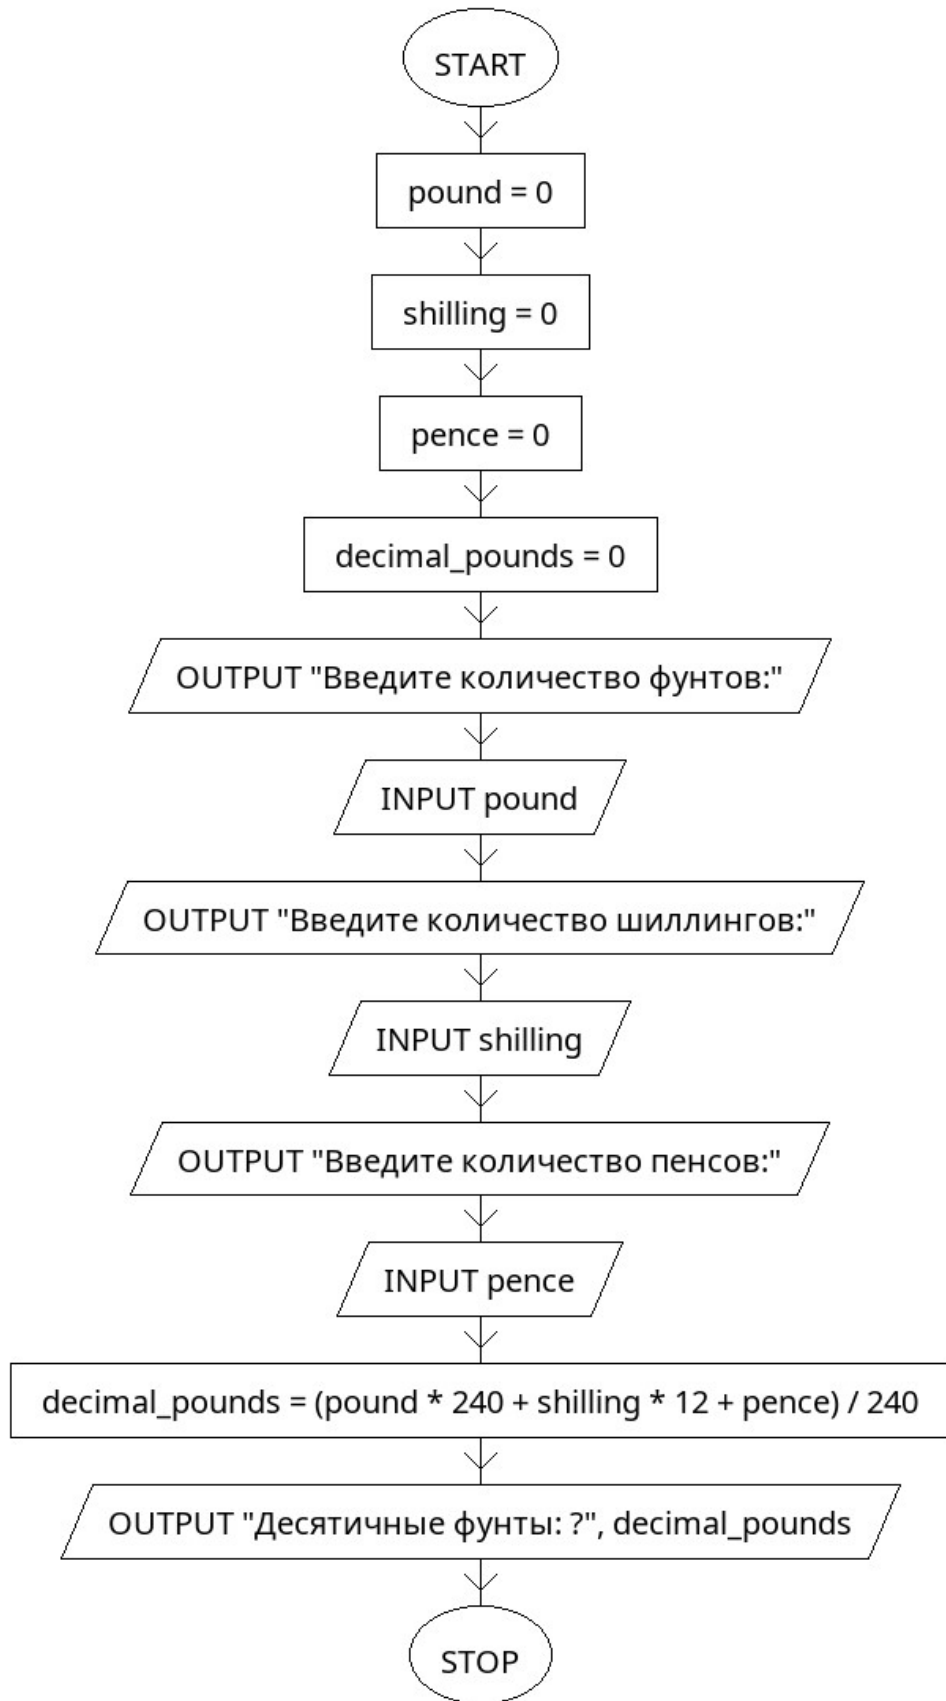 START
pound = 0
shilling = 0
pence = 0
decimal_pounds = 0
OUTPUT "Введите количество фунтов:"
INPUT pound
OUTPUT "Введите количество шиллингов:"
INPUT shilling
OUTPUT "Введите количество пенсов:"
INPUT pence
decimal_pounds = (pound * 240 + shilling * 12 + pence) / 240
OUTPUT "Десятичные фунты: ?", decimal_pounds
STOP